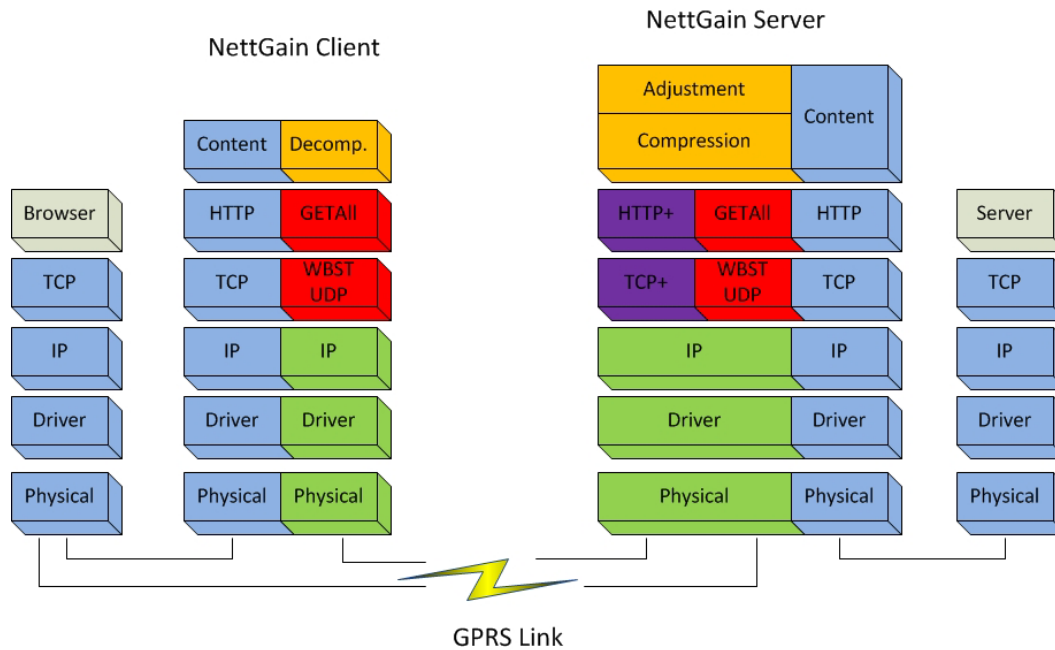 NettGain Server
NettGain Client
Adjustment
Content
Compression
Content Decomp.
Browser HTTP GETAll HTTP+ GETAll HTTP Server
TCP TCP WBST UDP TCP+ WBST UDP TCP TCP
IP IP IP IP IP IP
Driver Driver Driver Driver Driver Driver
Physical Physical Physical Physical Physical Physical
GPRS Link